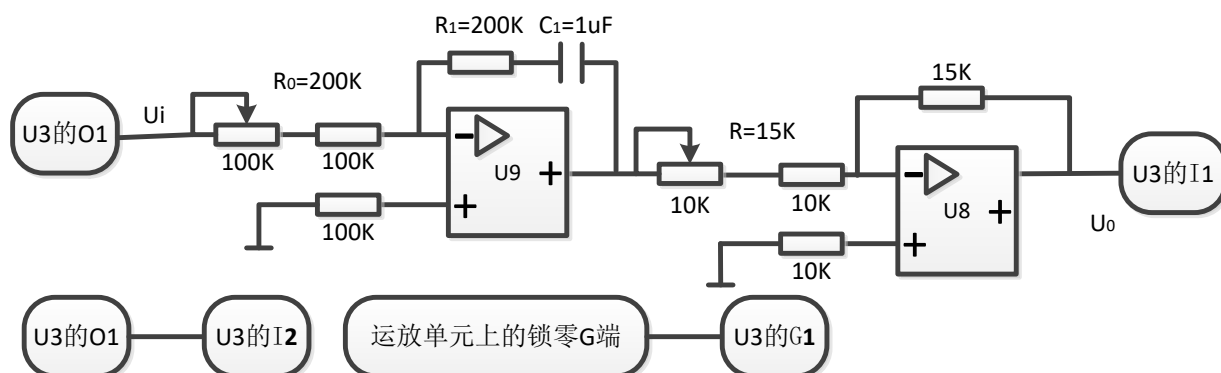 R₁=200K
C₁=1uF
R₀=200K
15K
U3的O1
Ui
100K
100K
-
U9
+
+
100K
R=15K
10K
10K
-
U8
+
+
10K
U3的I1
U₀
U3的O1
U3的I2
运放单元上的锁零G端
U3的G1